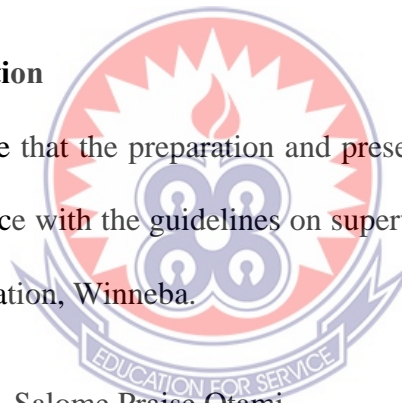 tion
e that the preparation and prese
ce with the guidelines on super
ation, Winneba.
EDUCATION FOR SERVICE
Salome Praise Otami